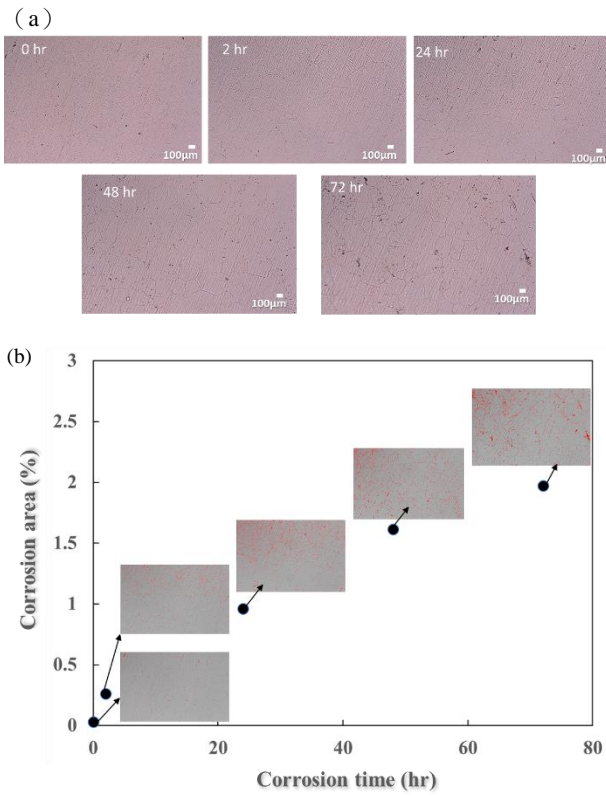 （a）
0 hr
2 hr
24 hr
100μm
100μm
100μm
48 hr
72 hr
100μm
100μm
(b)
3
2.5
2
1.5
1
0.5
0
Corrosion area (%)
0 20 40 60 80
Corrosion time (hr)